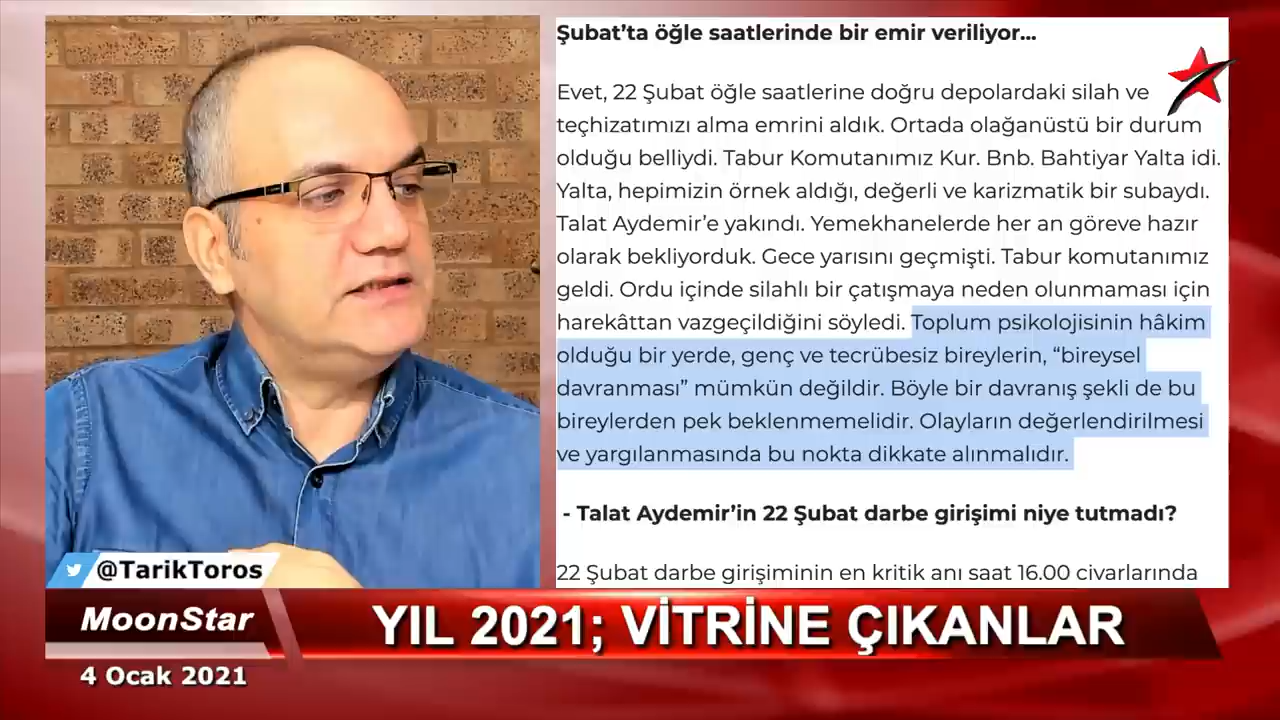 Şubat’ta öğle saatlerinde bir emir veriliyor...
Evet, 22 Şubat öğle saatlerine doğru depolardaki silah ve
teçhizatımızı alma emrini aldık. Ortada olağanüstü bir durum
olduğu belliydi. Tabur Komutanımız Kur. Bnb. Bahtiyar Yalta idi.
Yalta, hepimizin örnek aldığı, değerli ve karizmatik bir subaydı.
Talat Aydemir’e yakındı. Yemekhanelerde her an göreve hazır
olarak bekliyorduk. Gece yarısını geçmişti. Tabur komutanımız
geldi. Ordu içinde silahlı bir çatışmaya neden olunmaması için
harekâttan vazgeçildiğini söyledi. Toplum psikolojisinin hâkim
olduğu bir yerde, genç ve tecrübesiz bireylerin, “bireysel
davranması” mümkün değildir. Böyle bir davranış şekli de bu
bireylerden pek beklenmemelidir. Olayların değerlendirilmesi
ve yargılanmasında bu nokta dikkate alınmalıdır.
- Talat Aydemir’in 22 Şubat darbe girişimi niye tutmadı?
22 Şubat darbe girişiminin en kritik anı saat 16.00 civarlarında
@TarikToros
MoonStar
YIL 2021; VİTRİNE ÇIKANLAR
4 Ocak 2021